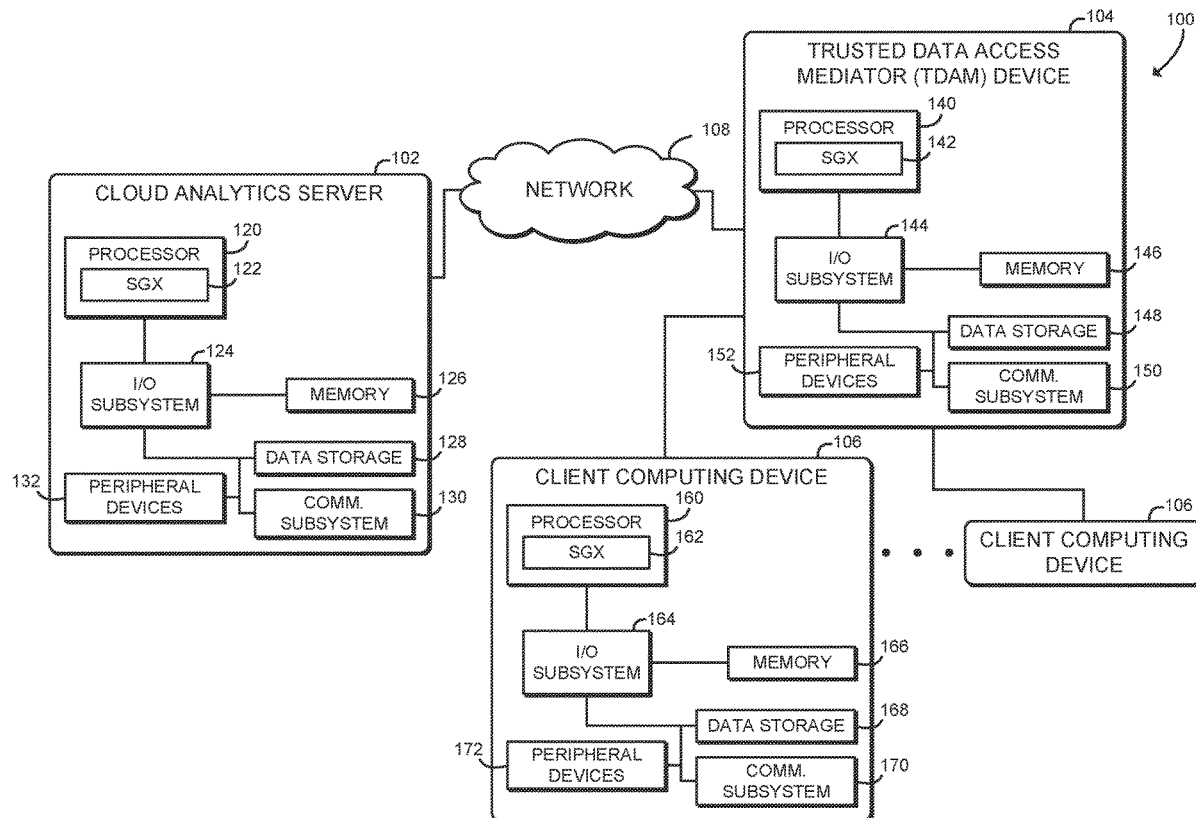 100
104
TRUSTED DATA ACCESS
MEDIATOR (TDAM) DEVICE
PROCESSOR
140
SGX
142
I/O
SUBSYSTEM
144
MEMORY
146
DATA STORAGE
148
152
PERIPHERAL
DEVICES
COMM.
SUBSYSTEM
150
108
NETWORK
102
CLOUD ANALYTICS SERVER
PROCESSOR
120
SGX
122
I/O
SUBSYSTEM
124
MEMORY
126
DATA STORAGE
128
132
PERIPHERAL
DEVICES
COMM.
SUBSYSTEM
130
106
CLIENT COMPUTING DEVICE
PROCESSOR
160
SGX
162
I/O
SUBSYSTEM
164
MEMORY
166
DATA STORAGE
168
172
PERIPHERAL
DEVICES
COMM.
SUBSYSTEM
170
• • •
106
CLIENT COMPUTING
DEVICE